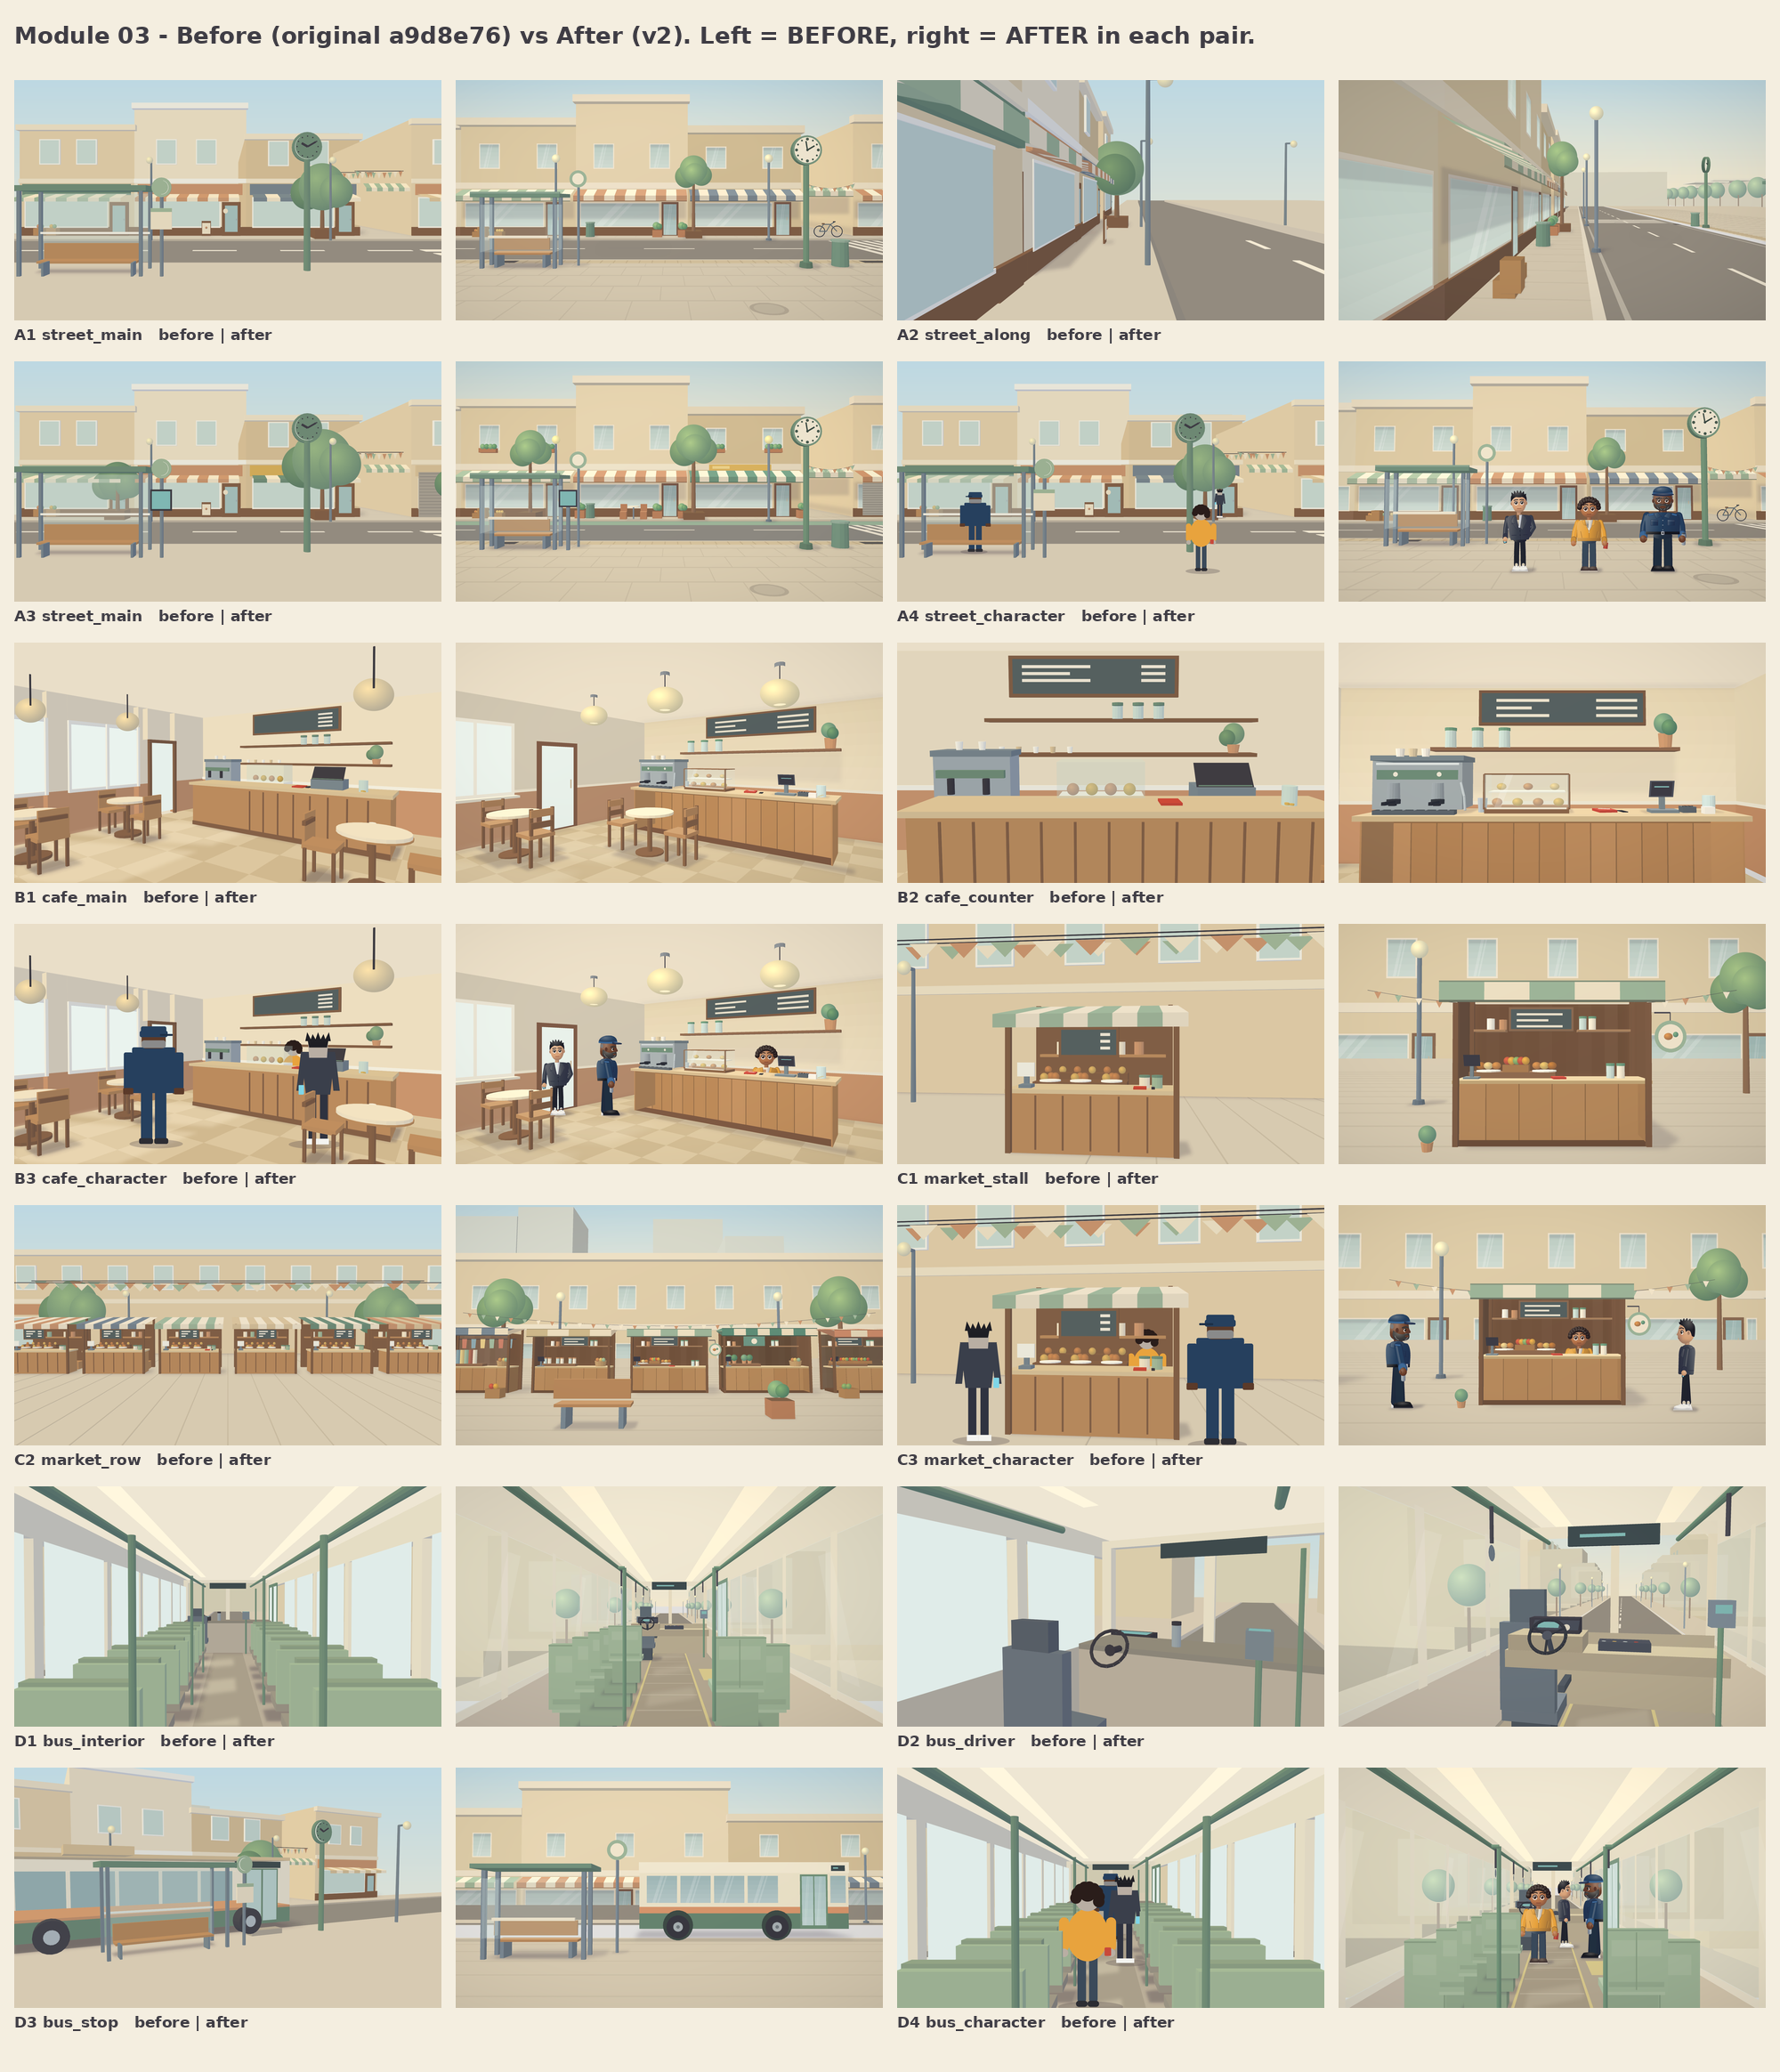 Module 03 - Before (original a9d8e76) vs After (v2). Left = BEFORE, right = AFTER in each pair.
A1 street_main before | after
A2 street_along before | after
A3 street_main before | after
A4 street_character before | after
B1 cafe_main before | after
B2 cafe_counter before | after
B3 cafe_character before | after
C1 market_stall before | after
C2 market_row before | after
C3 market_character before | after
D1 bus_interior before | after
D2 bus_driver before | after
D3 bus_stop before | after
D4 bus_character before | after